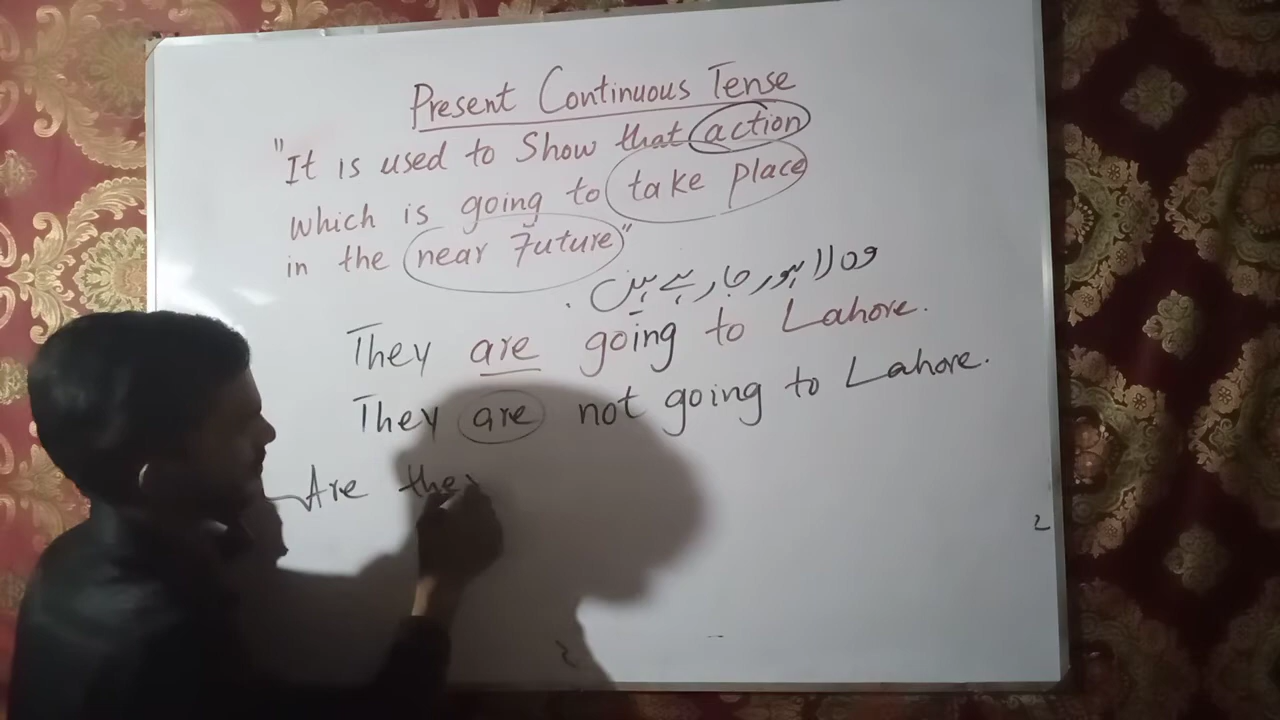 Present Continuous Tense
"It is used to Show that action
which is going to take place
in the near Future"
وہ لاہور جا رہے ہیں۔
They are going to Lahore.
They are not going to Lahore.
Are they